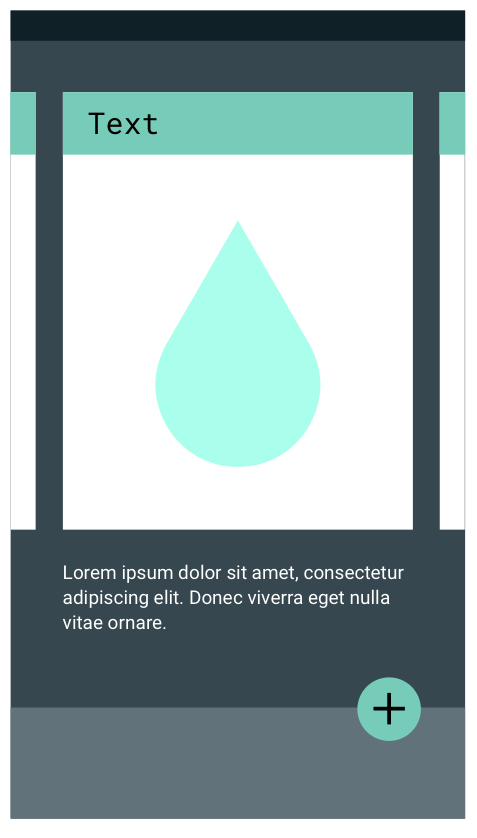 Text
Lorem ipsum dolor sit amet, consectetur
adipiscing elit. Donec viverra eget nulla
vitae ornare.